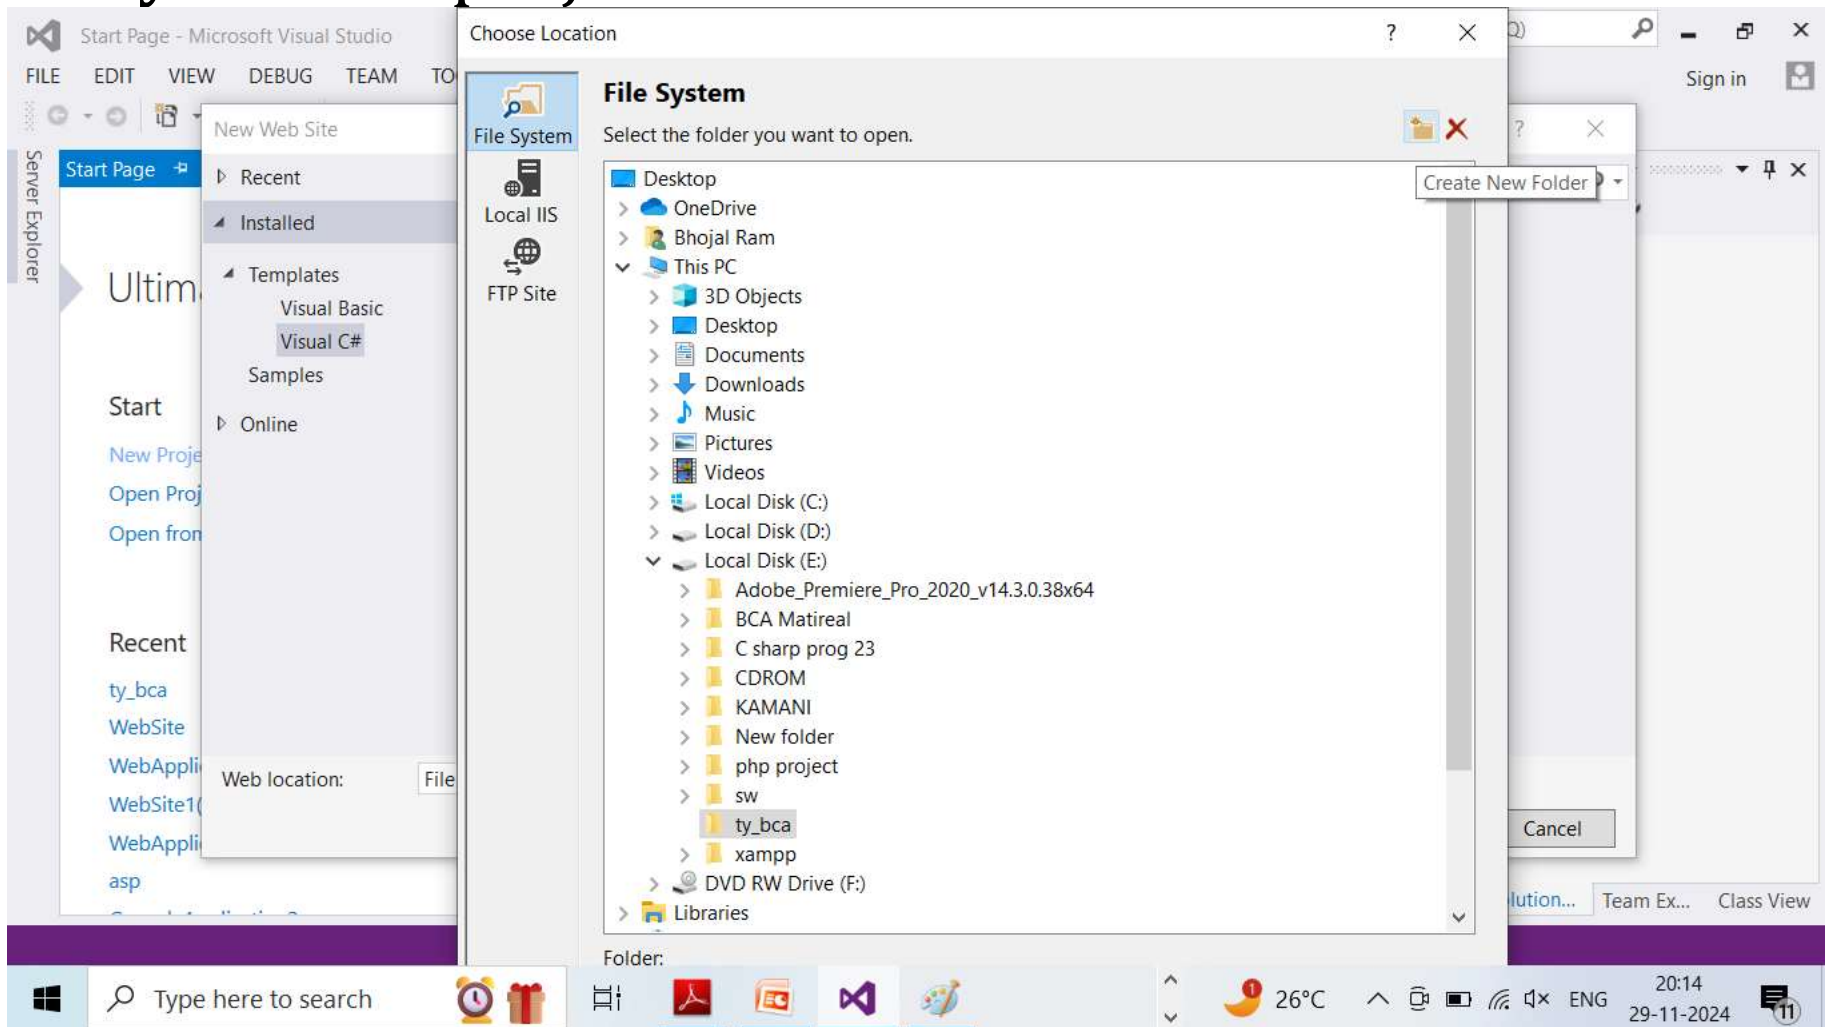 Start Page - Microsoft Visual Studio
FILE EDIT VIEW DEBUG TEAM TO
Sign in
Server Explorer
Start Page
Ultim
Start
New Proje
Open Proj
Open from
Recent
ty_bca
WebSite
WebAppli
WebSite1(
WebAppli
asp
New Web Site
?
Recent
Installed
Templates
Visual Basic
Visual C#
Samples
Online
Web location:
File
Cancel
Choose Location
?
File System
Local IIS
FTP Site
File System
Select the folder you want to open.
Create New Folder
Desktop
OneDrive
Bhojal Ram
This PC
3D Objects
Desktop
Documents
Downloads
Music
Pictures
Videos
Local Disk (C:)
Local Disk (D:)
Local Disk (E:)
Adobe_Premiere_Pro_2020_v14.3.0.38x64
BCA Matireal
C sharp prog 23
CDROM
KAMANI
New folder
php project
sw
ty_bca
xampp
DVD RW Drive (F:)
Libraries
Folder:
lution... Team Ex... Class View
Type here to search
1
26°C
ENG
20:14
29-11-2024
11